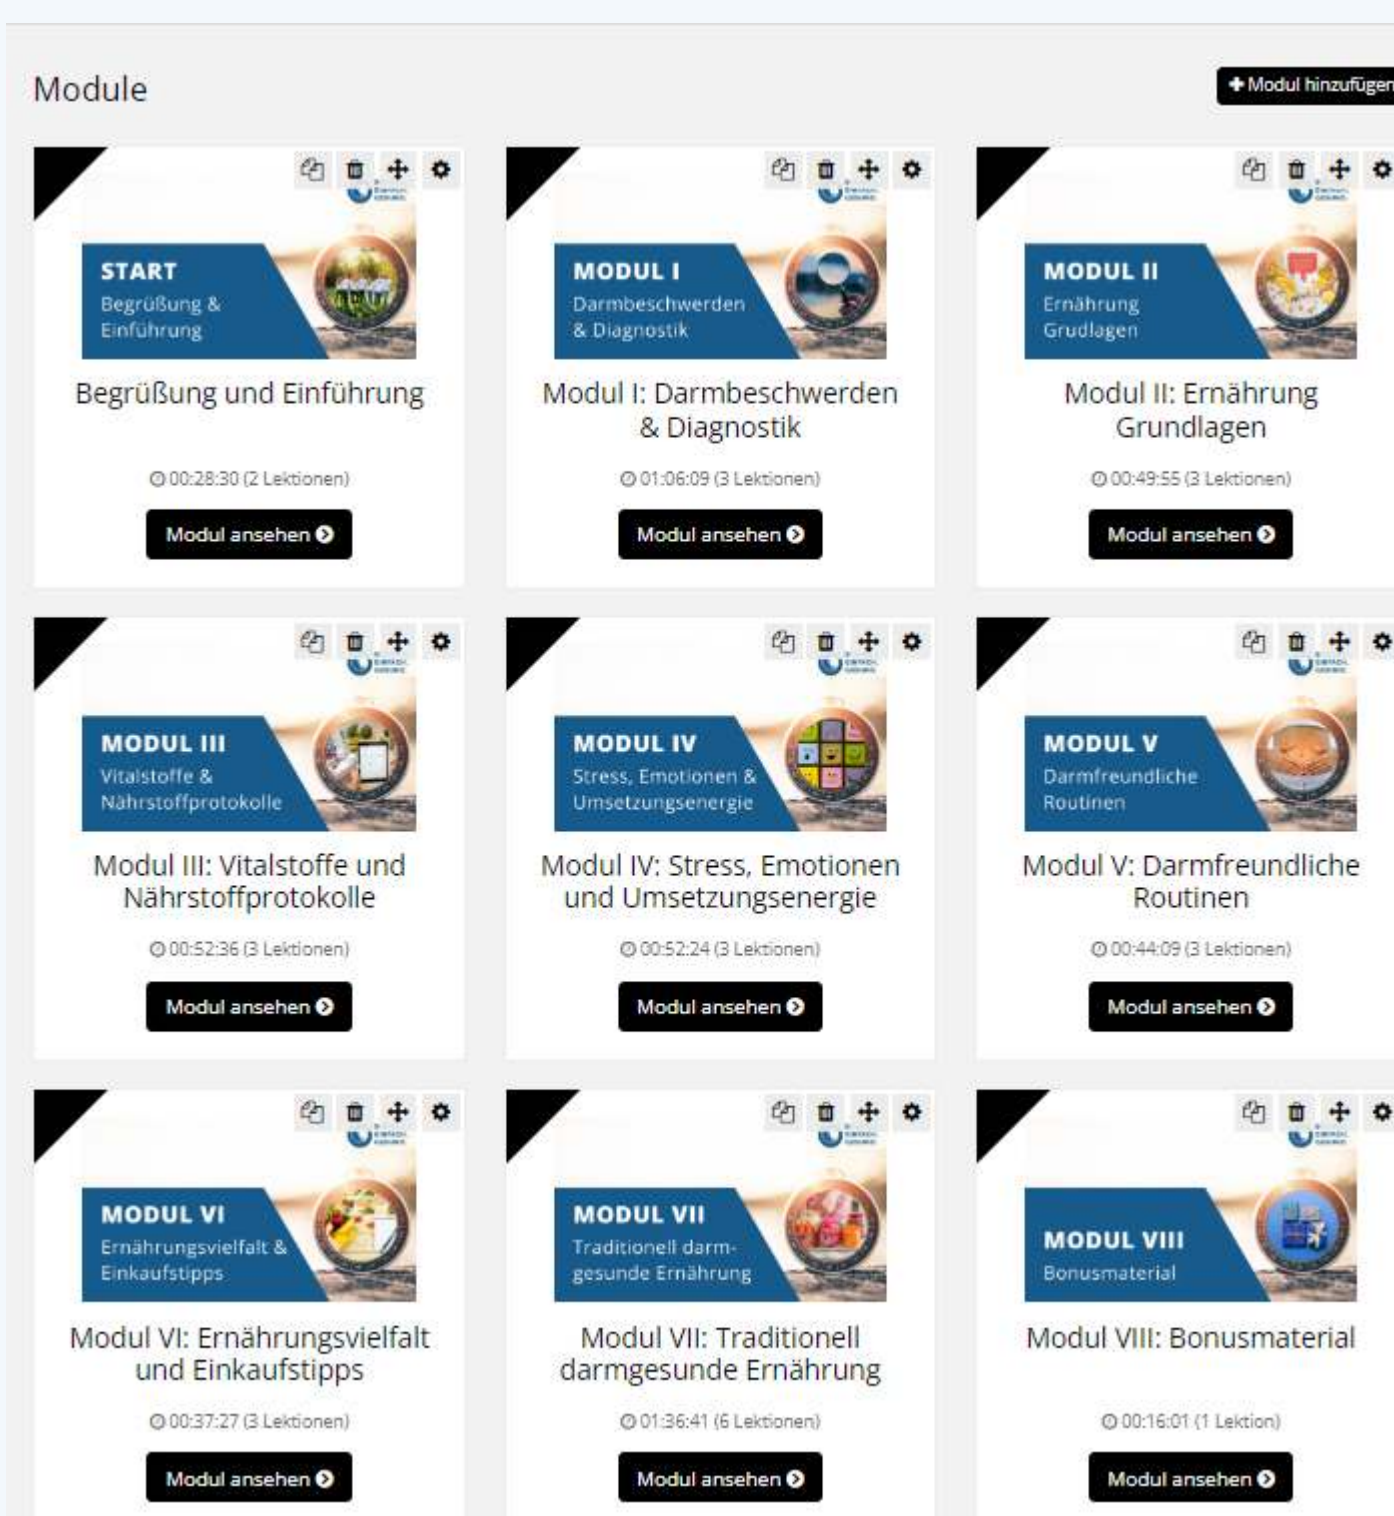 Module
Modul hinzufügen
START
Begrüßung &
Einführung
Begrüßung und Einführung
00:28:30 (2 Lektionen)
Modul ansehen
MODUL I
Darmbeschwerden
& Diagnostik
Modul I: Darmbeschwerden
& Diagnostik
01:06:09 (3 Lektionen)
Modul ansehen
MODUL II
Ernährung
Grudlagen
Modul II: Ernährung
Grundlagen
00:49:55 (3 Lektionen)
Modul ansehen
MODUL III
Vitalstoffe &
Nährstoffprotokolle
Modul III: Vitalstoffe und
Nährstoffprotokolle
00:52:36 (3 Lektionen)
Modul ansehen
MODUL IV
Stress, Emotionen &
Umsetzungsenergie
Modul IV: Stress, Emotionen
und Umsetzungsenergie
00:52:24 (3 Lektionen)
Modul ansehen
MODUL V
Darmfreundliche
Routinen
Modul V: Darmfreundliche
Routinen
00:44:09 (3 Lektionen)
Modul ansehen
MODUL VI
Ernährungsvielfalt &
Einkaufstipps
Modul VI: Ernährungsvielfalt
und Einkaufstipps
00:37:27 (3 Lektionen)
Modul ansehen
MODUL VII
Traditionell darm-
gesunde Ernährung
Modul VII: Traditionell
darmgesunde Ernährung
01:36:41 (6 Lektionen)
Modul ansehen
MODUL VIII
Bonusmaterial
Modul VIII: Bonusmaterial
00:16:01 (1 Lektion)
Modul ansehen